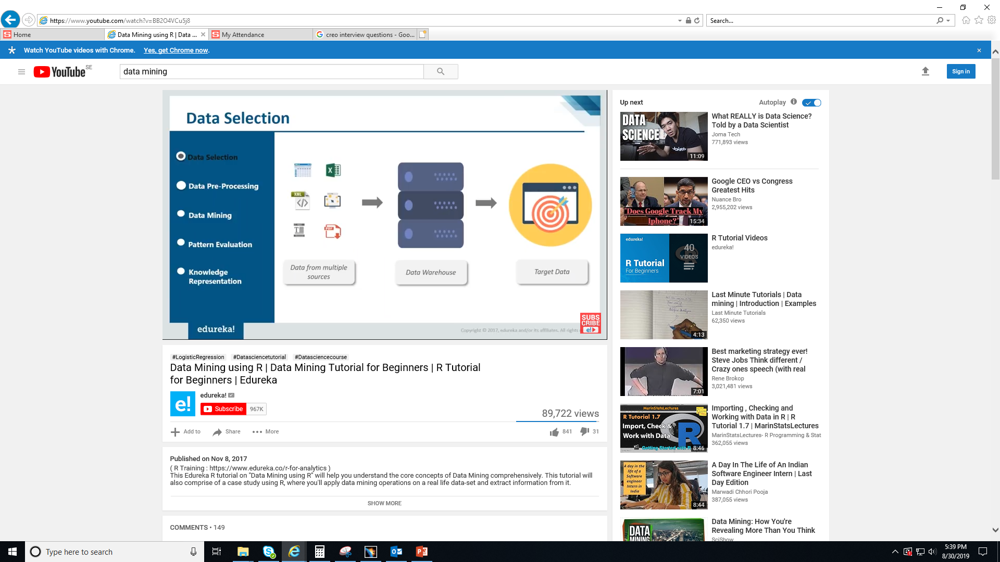 https://www.youtube.com/watch?v=BB2O4VCu5j8
Search...
Home
Data Mining using R | Data ...
My Attendance
creo interview questions - Goo...
Watch YouTube videos with Chrome. Yes, get Chrome now.
YouTube SE
data mining
Sign in
Data Selection
Data Selection
Data Pre-Processing
Data Mining
Pattern Evaluation
Knowledge
Representation
XML
PDF
Data from multiple
sources
Data Warehouse
Target Data
SUBS
CRIBE
e!
edureka!
Copyright © 2017, edureka and/or its affiliates. All rights
#LogisticRegression #Datasciencetutorial #Datasciencecourse
Data Mining using R | Data Mining Tutorial for Beginners | R Tutorial
for Beginners | Edureka
e!
edureka!
Subscribe 967K
89,722 views
Add to Share More
841 31
Published on Nov 8, 2017
( R Training : https://www.edureka.co/r-for-analytics )
This Edureka R tutorial on "Data Mining using R" will help you understand the core concepts of Data Mining comprehensively. This tutorial will
also comprise of a case study using R, where you'll apply data mining operations on a real life data-set and extract information from it.
SHOW MORE
COMMENTS • 149
Up next
Autoplay
DATA
SCIENCE
11:09
What REALLY is Data Science?
Told by a Data Scientist
Joma Tech
771,893 views
"Does Google Track My
Iphone?"
15:34
Google CEO vs Congress
Greatest Hits
Nuance Bro
2,955,202 views
edureka!
R Tutorial
For Beginners
40
VIDEOS
R Tutorial Videos
edureka!
4:13
Last Minute Tutorials | Data
mining | Introduction | Examples
Last Minute Tutorials
62,350 views
7:01
Best marketing strategy ever!
Steve Jobs Think different /
Crazy ones speech (with real
Rene Brokop
3,021,481 views
MarinStatsLectures
R Tutorial 1.7
Import, Check &
Work with Data
Getting Started with R
8:46
Importing , Checking and
Working with Data in R | R
Tutorial 1.7 | MarinStatsLectures
MarinStatsLectures- R Programming & Stat
362,055 views
A day in the
life of a
Software
engineer
Intern in
India
8:44
A Day In The Life of An Indian
Software Engineer Intern | Last
Day Edition
Marwadi Chhori Pooja
387,055 views
DATA
MINING
Data Mining: How You're
Revealing More Than You Think
SciShow
Type here to search
5:39 PM
8/30/2019